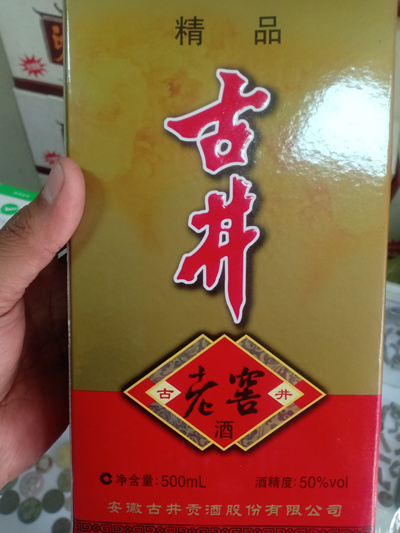 精 品
古井
古 老窖 井
酒
℮净含量:500mL 酒精度:50%vol
安徽古井贡酒股份有限公司